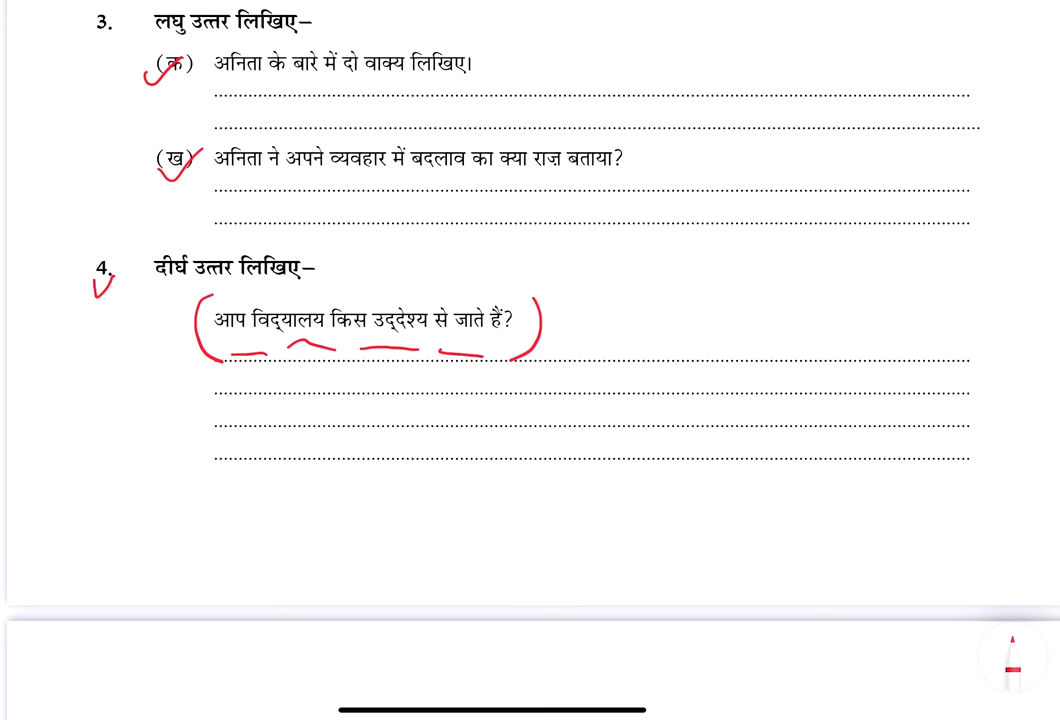 3. लघु उत्तर लिखिए–
(क) अनिता के बारे में दो वाक्य लिखिए।
(ख) अनिता ने अपने व्यवहार में बदलाव का क्या राज़ बताया?
4. दीर्घ उत्तर लिखिए–
आप विद्‌यालय किस उद्‌देश्य से जाते हैं?